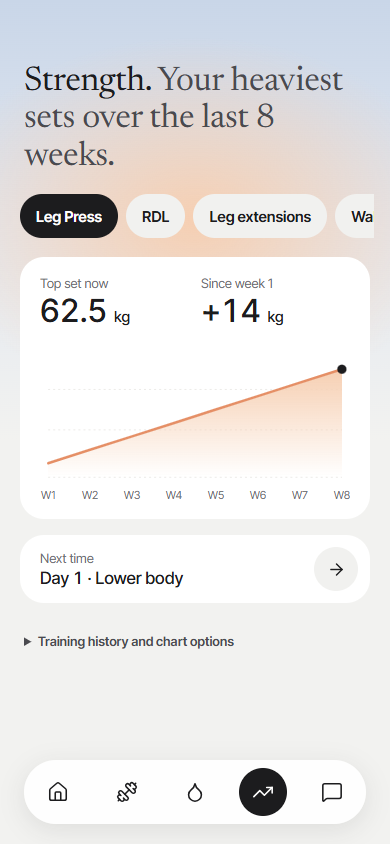 Strength. Your heaviest
sets over the last 8
weeks.
Leg Press
RDL
Leg extensions
Wa
Top set now
Since week 1
62.5 kg
+14 kg
W1 W2 W3 W4 W5 W6 W7 W8
Next time
Day 1 · Lower body
Training history and chart options